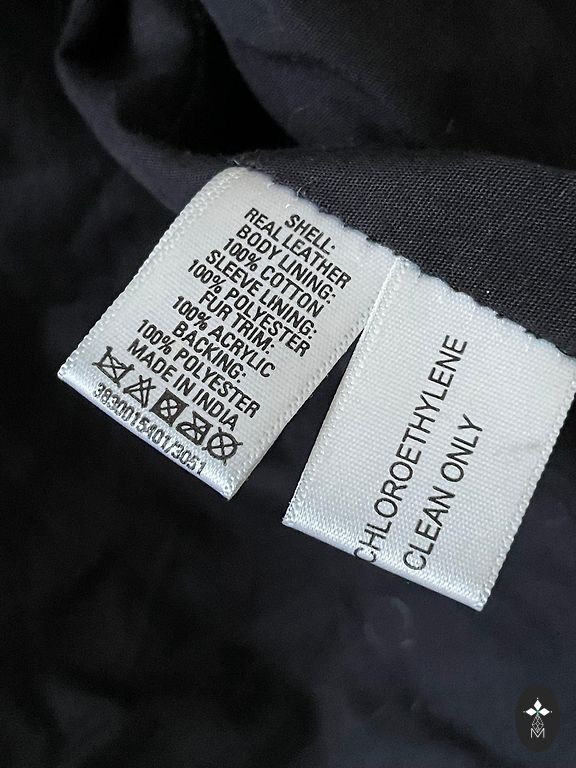 SHELL:
REAL LEATHER
BODY LINING:
100% COTTON
SLEEVE LINING:
100% POLYESTER
FUR TRIM:
100% ACRYLIC
BACKING:
100% POLYESTER
MADE IN INDIA
3830015401/3051
CHLOROETHYLENE
CLEAN ONLY
M